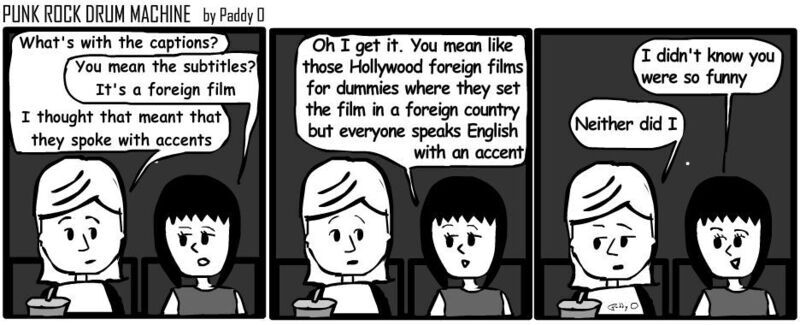 PUNK ROCK DRUM MACHINE by Paddy O
What's with the captions?
You mean the subtitles?
It's a foreign film
I thought that meant that
they spoke with accents
Oh I get it. You mean like
those Hollywood foreign films
for dummies where they set
the film in a foreign country
but everyone speaks English
with an accent
I didn't know you
were so funny
Neither did I
Paddy O